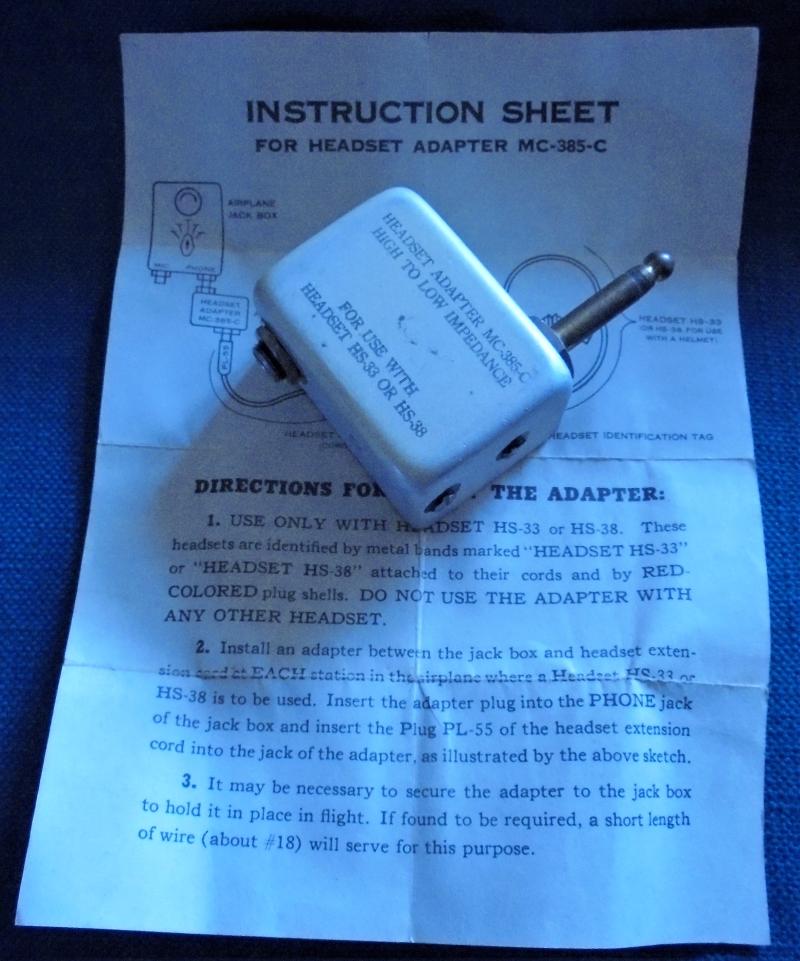 INSTRUCTION SHEET
FOR HEADSET ADAPTER MC-385-C
AIRPLANE
JACK BOX
MIC.
PHONE
HEADSET
ADAPTER
MC-385-C
PL-55
HEADSET ADAPTER MC-385-C
HIGH TO LOW IMPEDANCE
FOR USE WITH
HEADSET HS-33 OR HS-38
HEADSET HS-33
(OR HS-38 FOR USE
WITH A HELMET)
HEADSET
HEADSET IDENTIFICATION TAG
DIRECTIONS FOR THE ADAPTER:
1. USE ONLY WITH HEADSET HS-33 or HS-38. These
headsets are identified by metal bands marked "HEADSET HS-33"
or "HEADSET HS-38" attached to their cords and by RED-
COLORED plug shells. DO NOT USE THE ADAPTER WITH
ANY OTHER HEADSET.
2. Install an adapter between the jack box and headset exten-
sion cord at EACH station in the airplane where a Headset HS-33 or
HS-38 is to be used. Insert the adapter plug into the PHONE jack
of the jack box and insert the Plug PL-55 of the headset extension
cord into the jack of the adapter, as illustrated by the above sketch.
3. It may be necessary to secure the adapter to the jack box
to hold it in place in flight. If found to be required, a short length
of wire (about #18) will serve for this purpose.